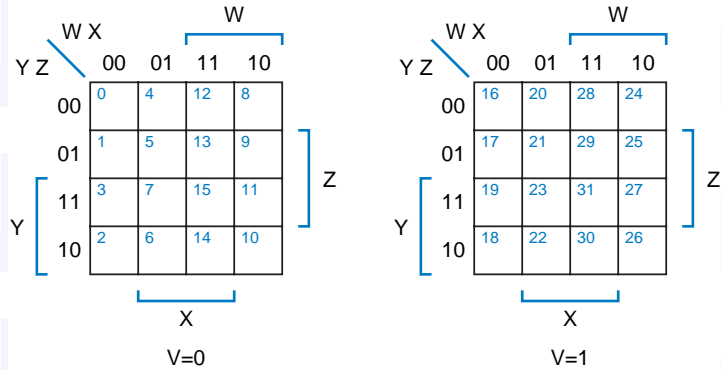 W W
W X W X
Y Z 00 01 11 10 Y Z 00 01 11 10
00 0 4 12 8 00 16 20 28 24
01 1 5 13 9 01 17 21 29 25
Z Z
11 3 7 15 11 11 19 23 31 27
Y Y
10 2 6 14 10 10 18 22 30 26
X X
V=0 V=1